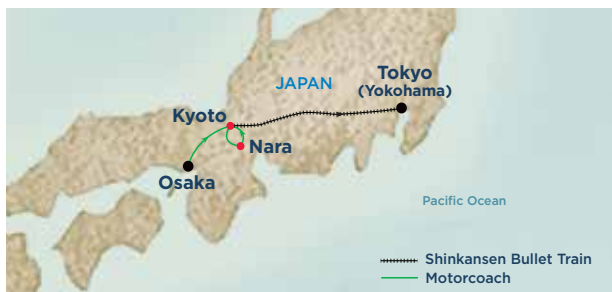 Tokyo
(Yokohama)
JAPAN
Kyoto
Nara
Osaka
Pacific Ocean
Shinkansen Bullet Train
Motorcoach